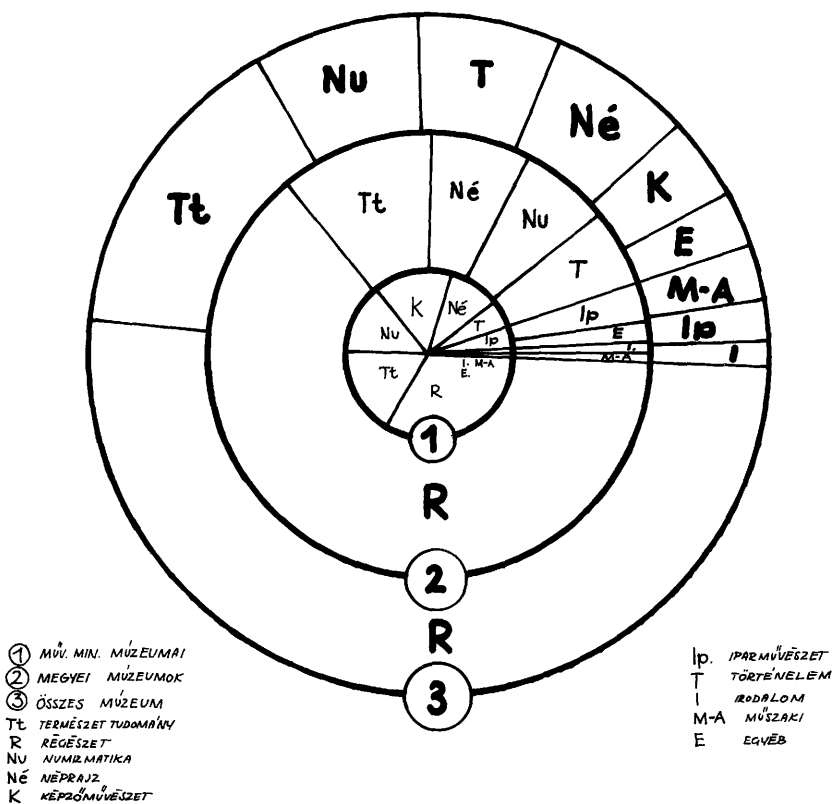 Nu T
Né
Tt K
Tt Né Nu
E
T
M-A
K Né
Ip
T
Nu Ip
E Ip
I.
M-A I
Tt I. M-A
E.
R
1
R
2
R
3
1 MŰV. MIN. MÚZEUMAI
2 MEGYEI MÚZEUMOK
3 ÖSSZES MÚZEUM
Tt TERMÉSZET TUDOMÁNY
R RÉGÉSZET
Nu NUMIZMATIKA
Né NÉPRAJZ
K KÉPZŐMŰVÉSZET
Ip. IPARMŰVÉSZET
T TÖRTÉNELEM
I IRODALOM
M-A MŰSZAKI
E EGYÉB